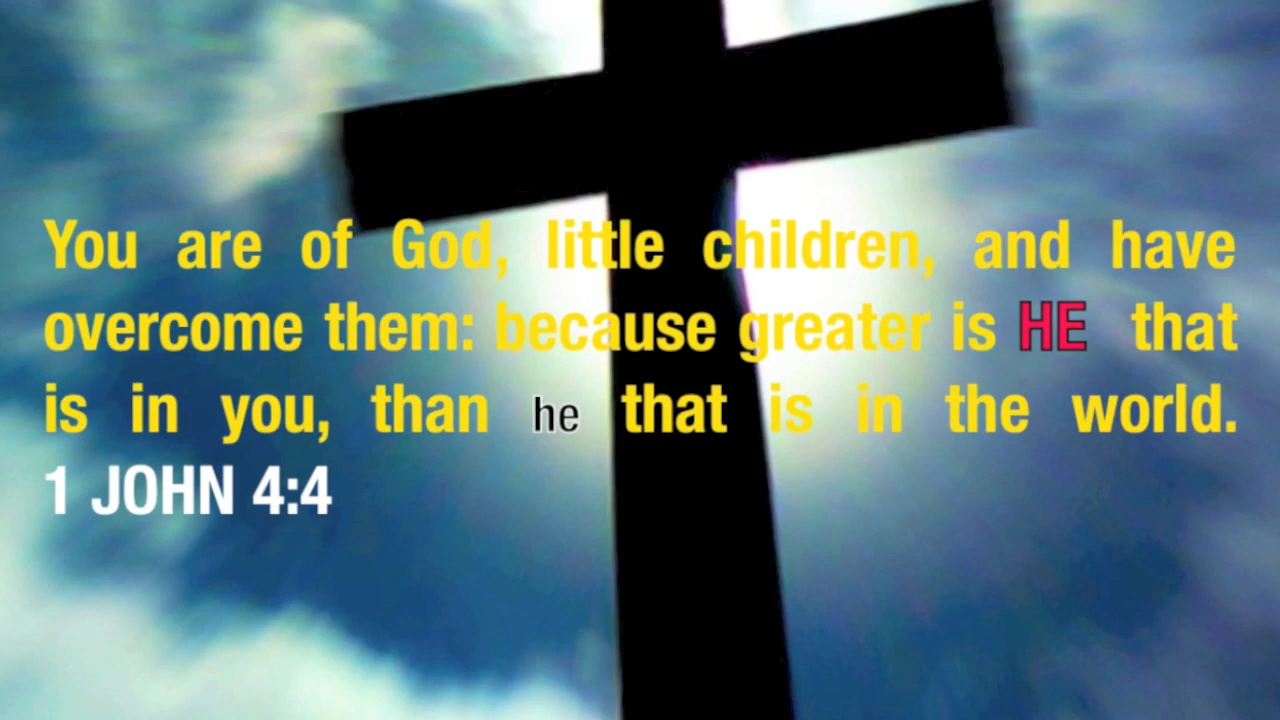 You are of God, little children, and have
overcome them: because greater is HE that
is in you, than he that is in the world.
1 JOHN 4:4